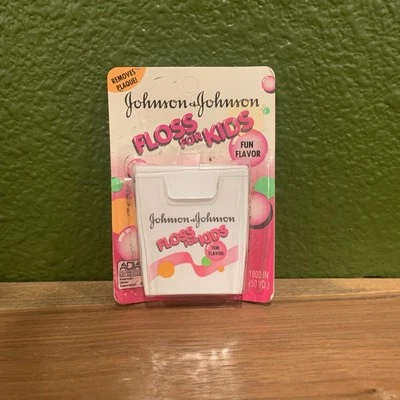 REMOVES
PLAQUE!
Johnson & Johnson
FLOSS FOR KIDS
FUN
FLAVOR
Johnson & Johnson
FLOSS FOR KIDS
FUN
FLAVOR
ADA
1800 IN.
(50 YD.)